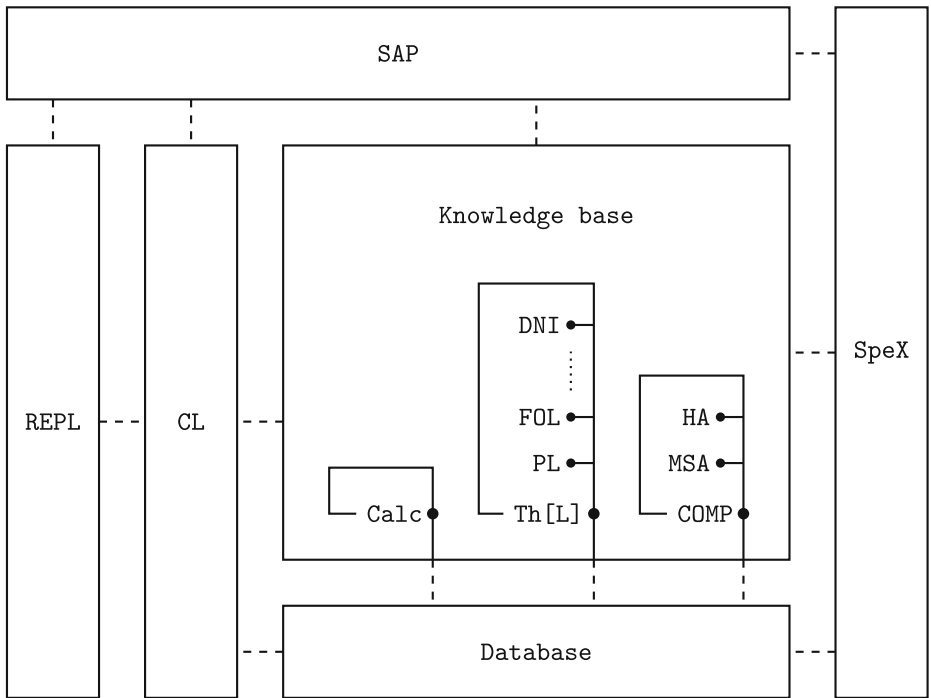 SAP
Knowledge base
DNI
SpeX
REPL
CL
FOL
HA
PL
MSA
Calc
Th[L]
COMP
Database